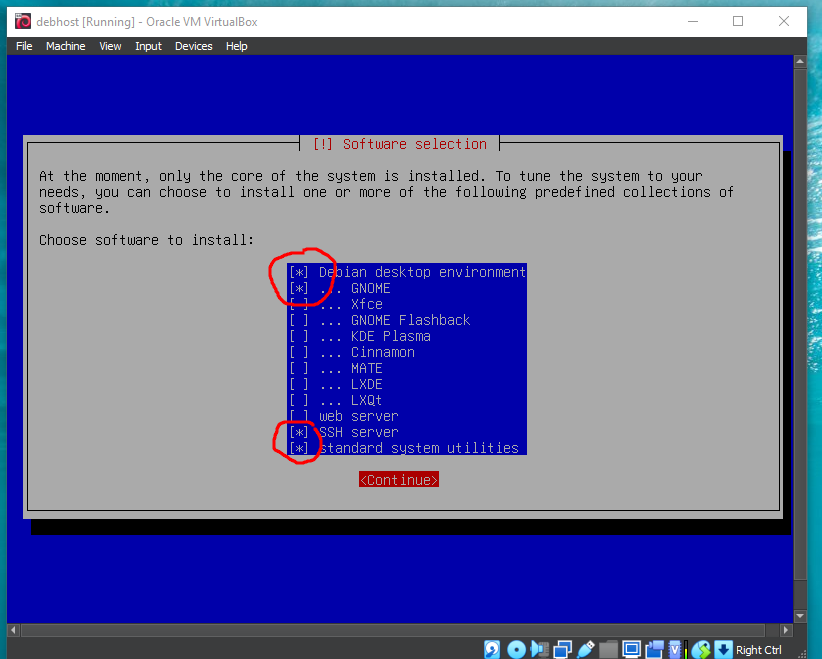 debhost [Running] - Oracle VM VirtualBox
File Machine View Input Devices Help
[!] Software selection
At the moment, only the core of the system is installed. To tune the system to your
needs, you can choose to install one or more of the following predefined collections of
software.
Choose software to install:
[*] Debian desktop environment
[*] ... GNOME
[ ] ... Xfce
[ ] ... GNOME Flashback
[ ] ... KDE Plasma
[ ] ... Cinnamon
[ ] ... MATE
[ ] ... LXDE
[ ] ... LXQt
[ ] web server
[*] SSH server
[*] standard system utilities
<Continue>
Right Ctrl